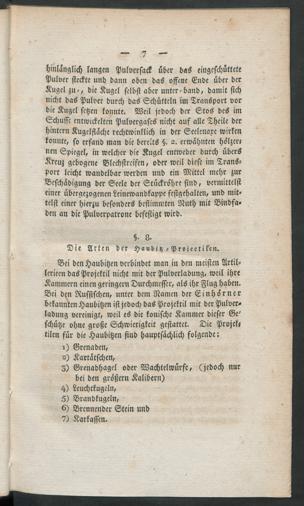 — 7 —
hinlänglich langen Pulversack über das eingeschüttete
Pulver steckte und dann oben das offene Ende über der
Kugel zu-, die Kugel selbst aber unter-band, damit sich
nicht das Pulver durch das Schütteln im Transport vor
die Kugel setzen konnte. Weil jedoch der Stos des im
Schusse entwickelten Pulvergases nicht auf alle Theile der
hintern Kugelfläche rechtwinklich in der Seelenaxe wirken
konnte, so erfand man die bereits §. 2. erwähnten hölzer-
nen Spiegel, in welcher die Kugel entweder durch übers
Kreuz gebogene Blechstreifen, oder weil diese im Trans-
port leicht wandelbar werden und ein Mittel mehr zur
Beschädigung der Seele der Stückröhre sind, vermittelst
einer übergezogenen Leinewandkappe festgehalten, und mit-
telst einer hierzu besonders bestimmten Nuth mit Bindfa-
den an die Pulverpatrone befestigt wird.
§. 8.
Die Arten der Haubitz-Projectilen.
Bei den Haubitzen verbindet man in den meisten Artil-
lerieen das Projektil nicht mit der Pulverladung, weil ihre
Kammern einen geringern Durchmesser, als ihr Flug haben.
Bei den Russischen, unter dem Namen der Einhörner
bekannten Haubitzen ist jedoch das Projektil mit der Pulver-
ladung vereinigt, weil es die konische Kammer dieser Ge-
schütze ohne große Schwierigkeit gestattet. Die Projek-
tilen für die Haubitzen sind hauptsächlich folgende:
1) Grenaden,
2) Kartätschen,
3) Grenadhagel oder Wachtelwürfe, (jedoch nur
bei den größern Kalibern)
4) Leuchtkugeln,
5) Brandkugeln,
6) Brennender Stein und
7) Karkassen.